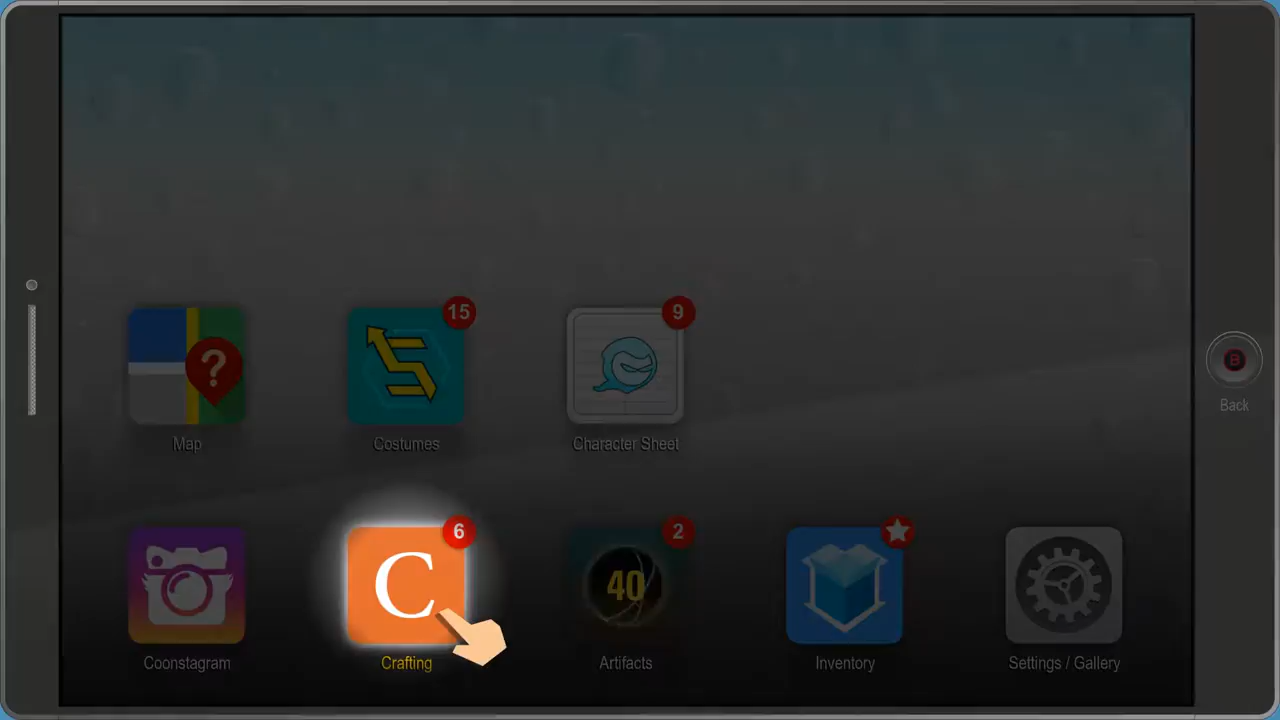 15
9
?
Map
Costumes
Character Sheet
B
Back
6
2
C
40
Coonstagram
Crafting
Artifacts
Inventory
Settings / Gallery